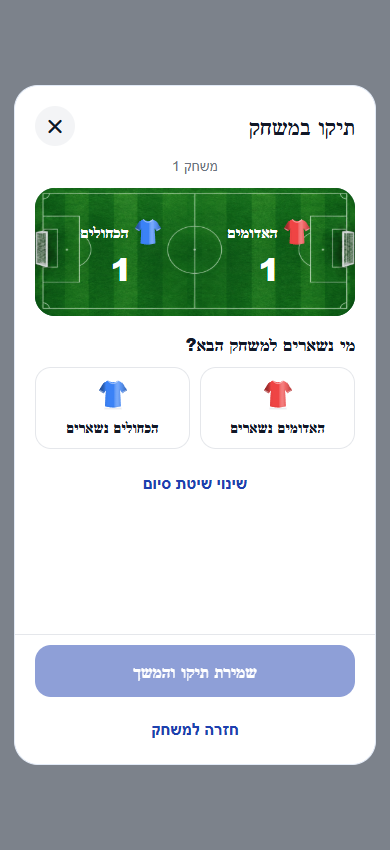 תיקו במשחק
משחק 1
האדומים
הכחולים
1
1
מי נשארים למשחק הבא?
האדומים נשארים
הכחולים נשארים
שינוי שיטת סיום
שמירת תיקו והמשך
חזרה למשחק